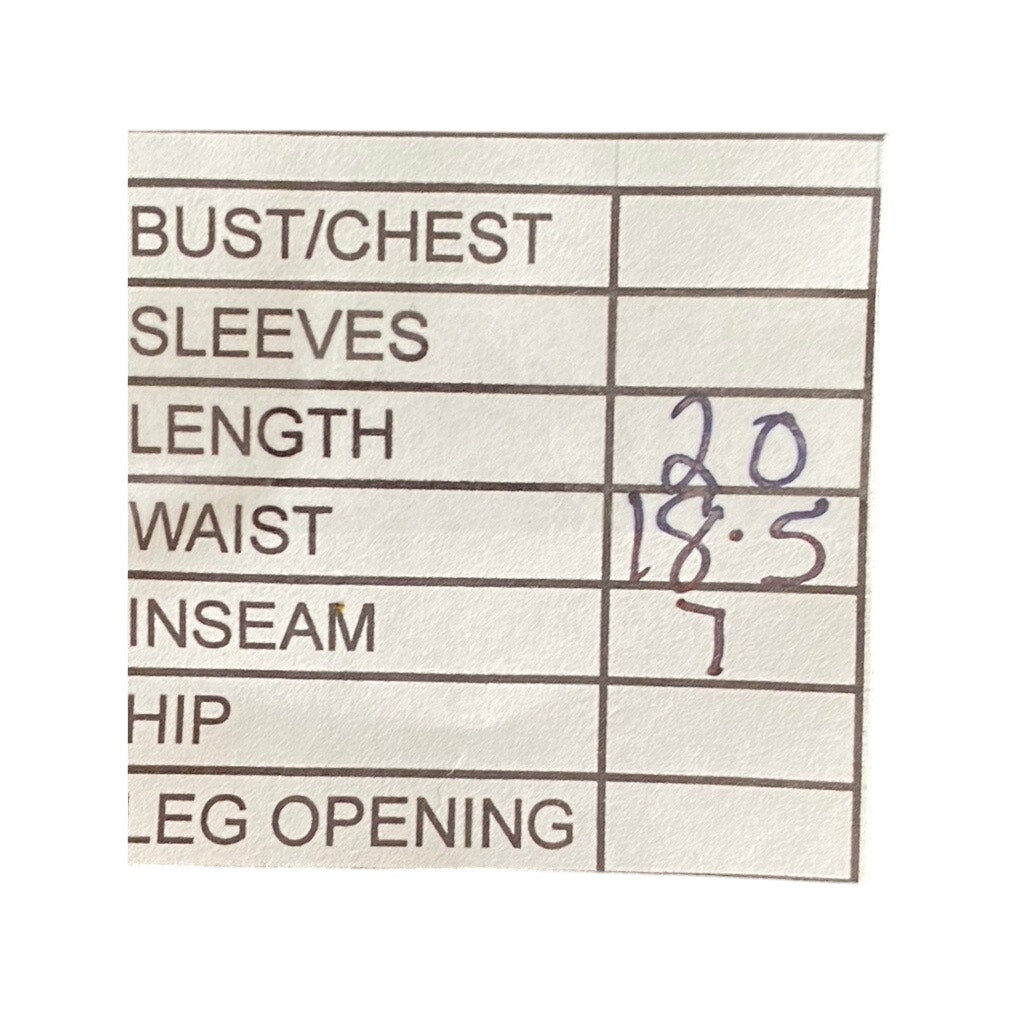 BUST/CHEST
SLEEVES
LENGTH 20
WAIST 18.5
INSEAM 7
HIP
LEG OPENING